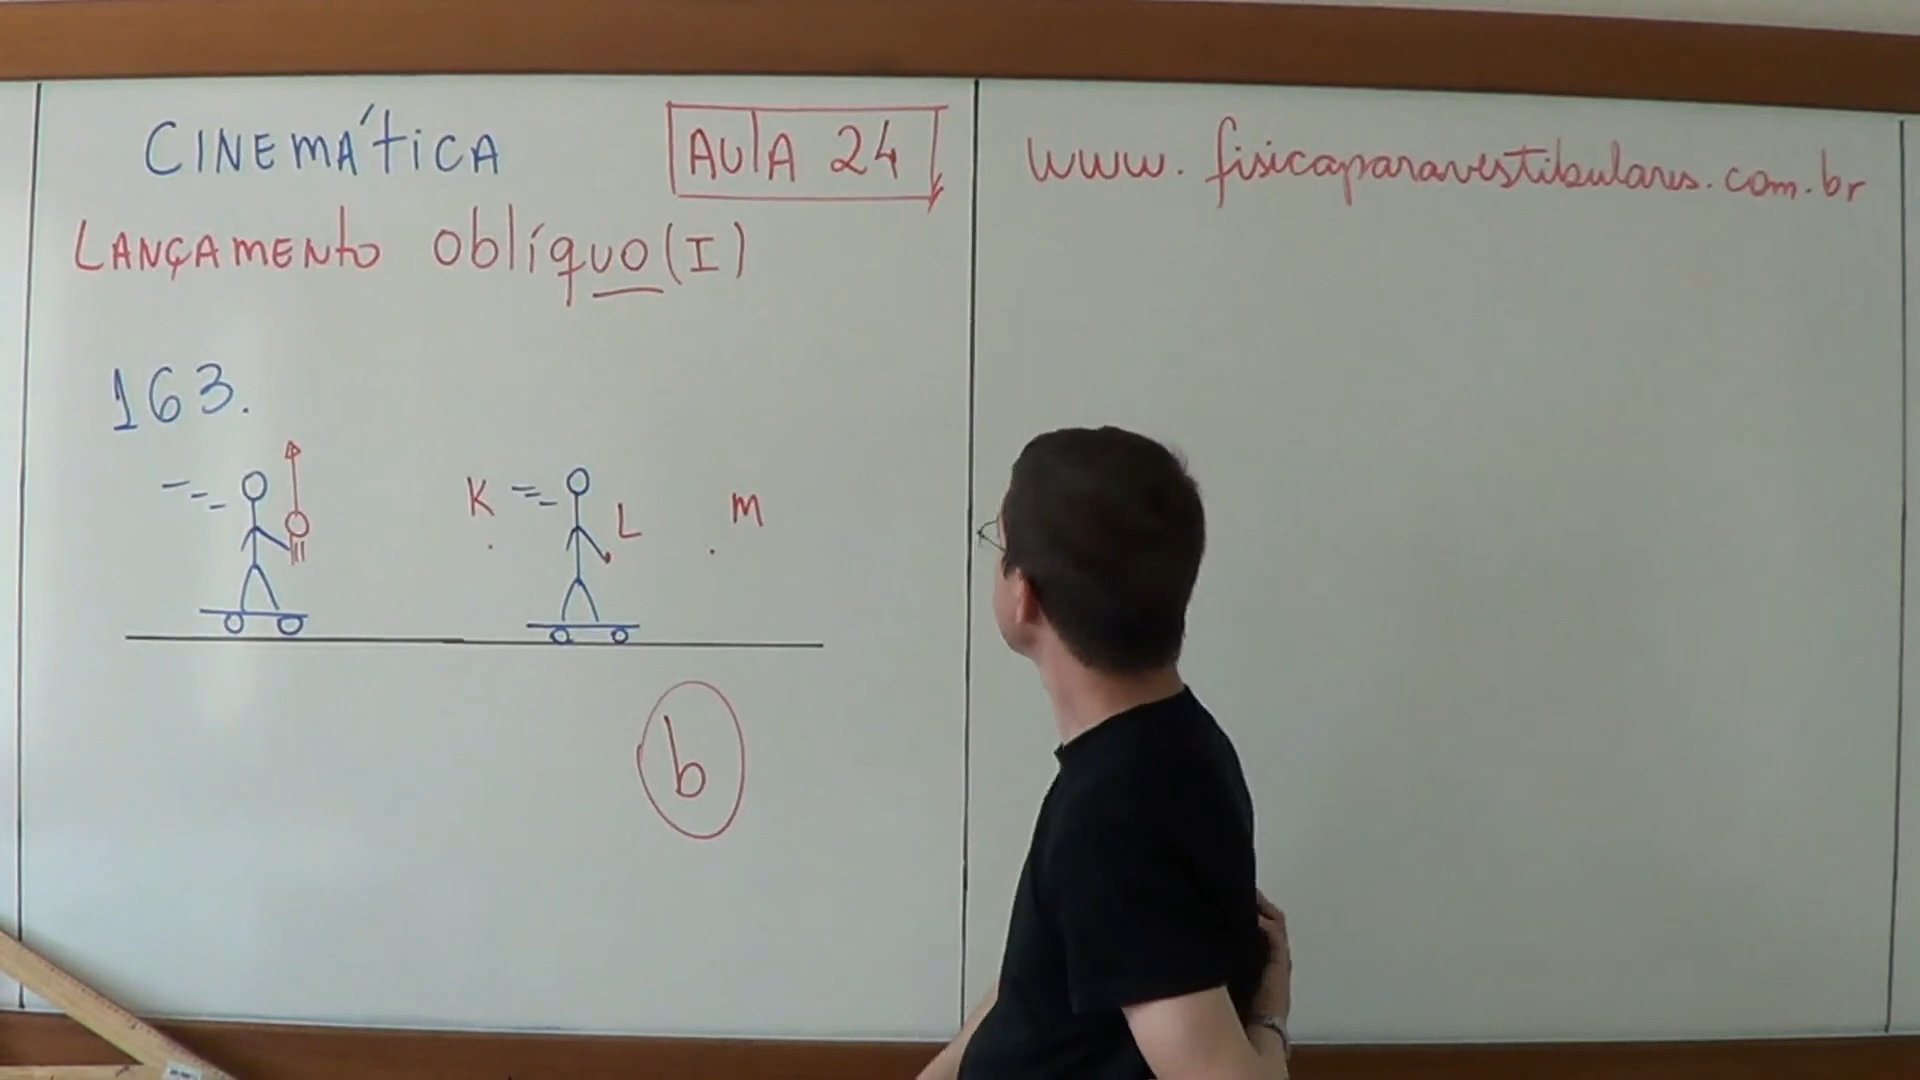 CINEMÁTICA
AULA 24
LANÇAMENTO Oblíquo (I)
163.
K L M
b
www.fisicaparavestibulares.com.br